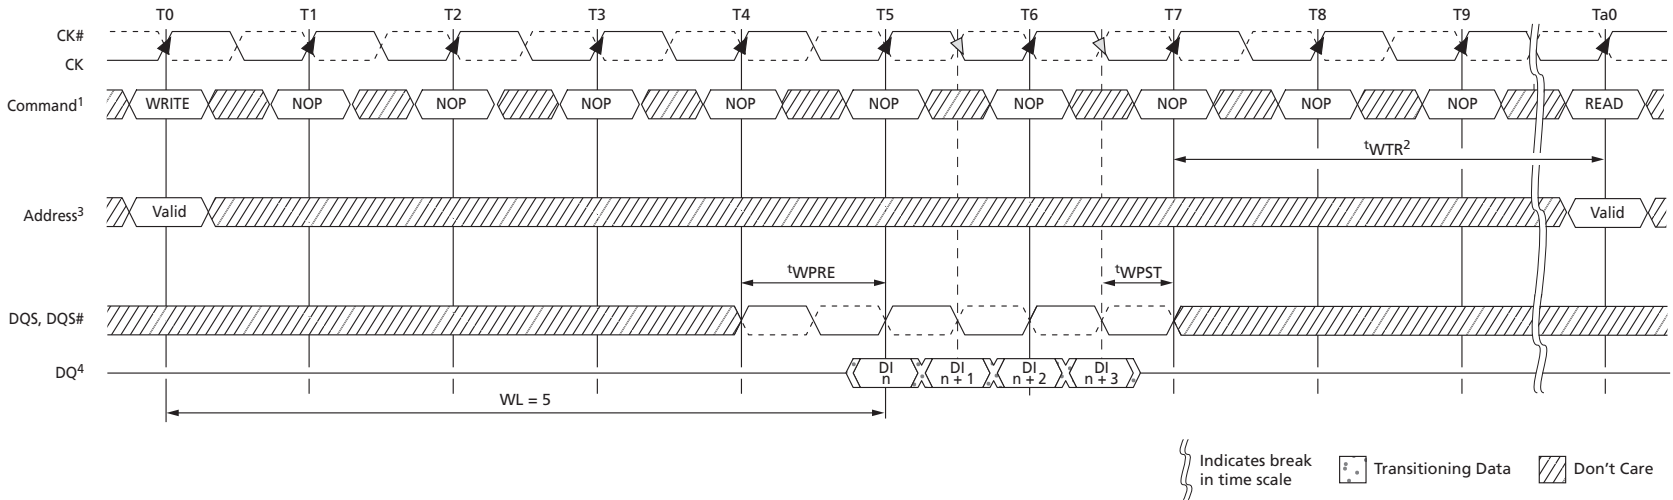 T0 T1 T2 T3 T4 T5 T6 T7 T8 T9 Ta0
CK#
CK
Command¹ WRITE NOP NOP NOP NOP NOP NOP NOP NOP NOP READ
ᵗWTR²
Address³ Valid Valid
ᵗWPRE ᵗWPST
DQS, DQS#
DQ⁴ DI n DI n + 1 DI n + 2 DI n + 3
WL = 5
Indicates break
in time scale
Transitioning Data
Don't Care